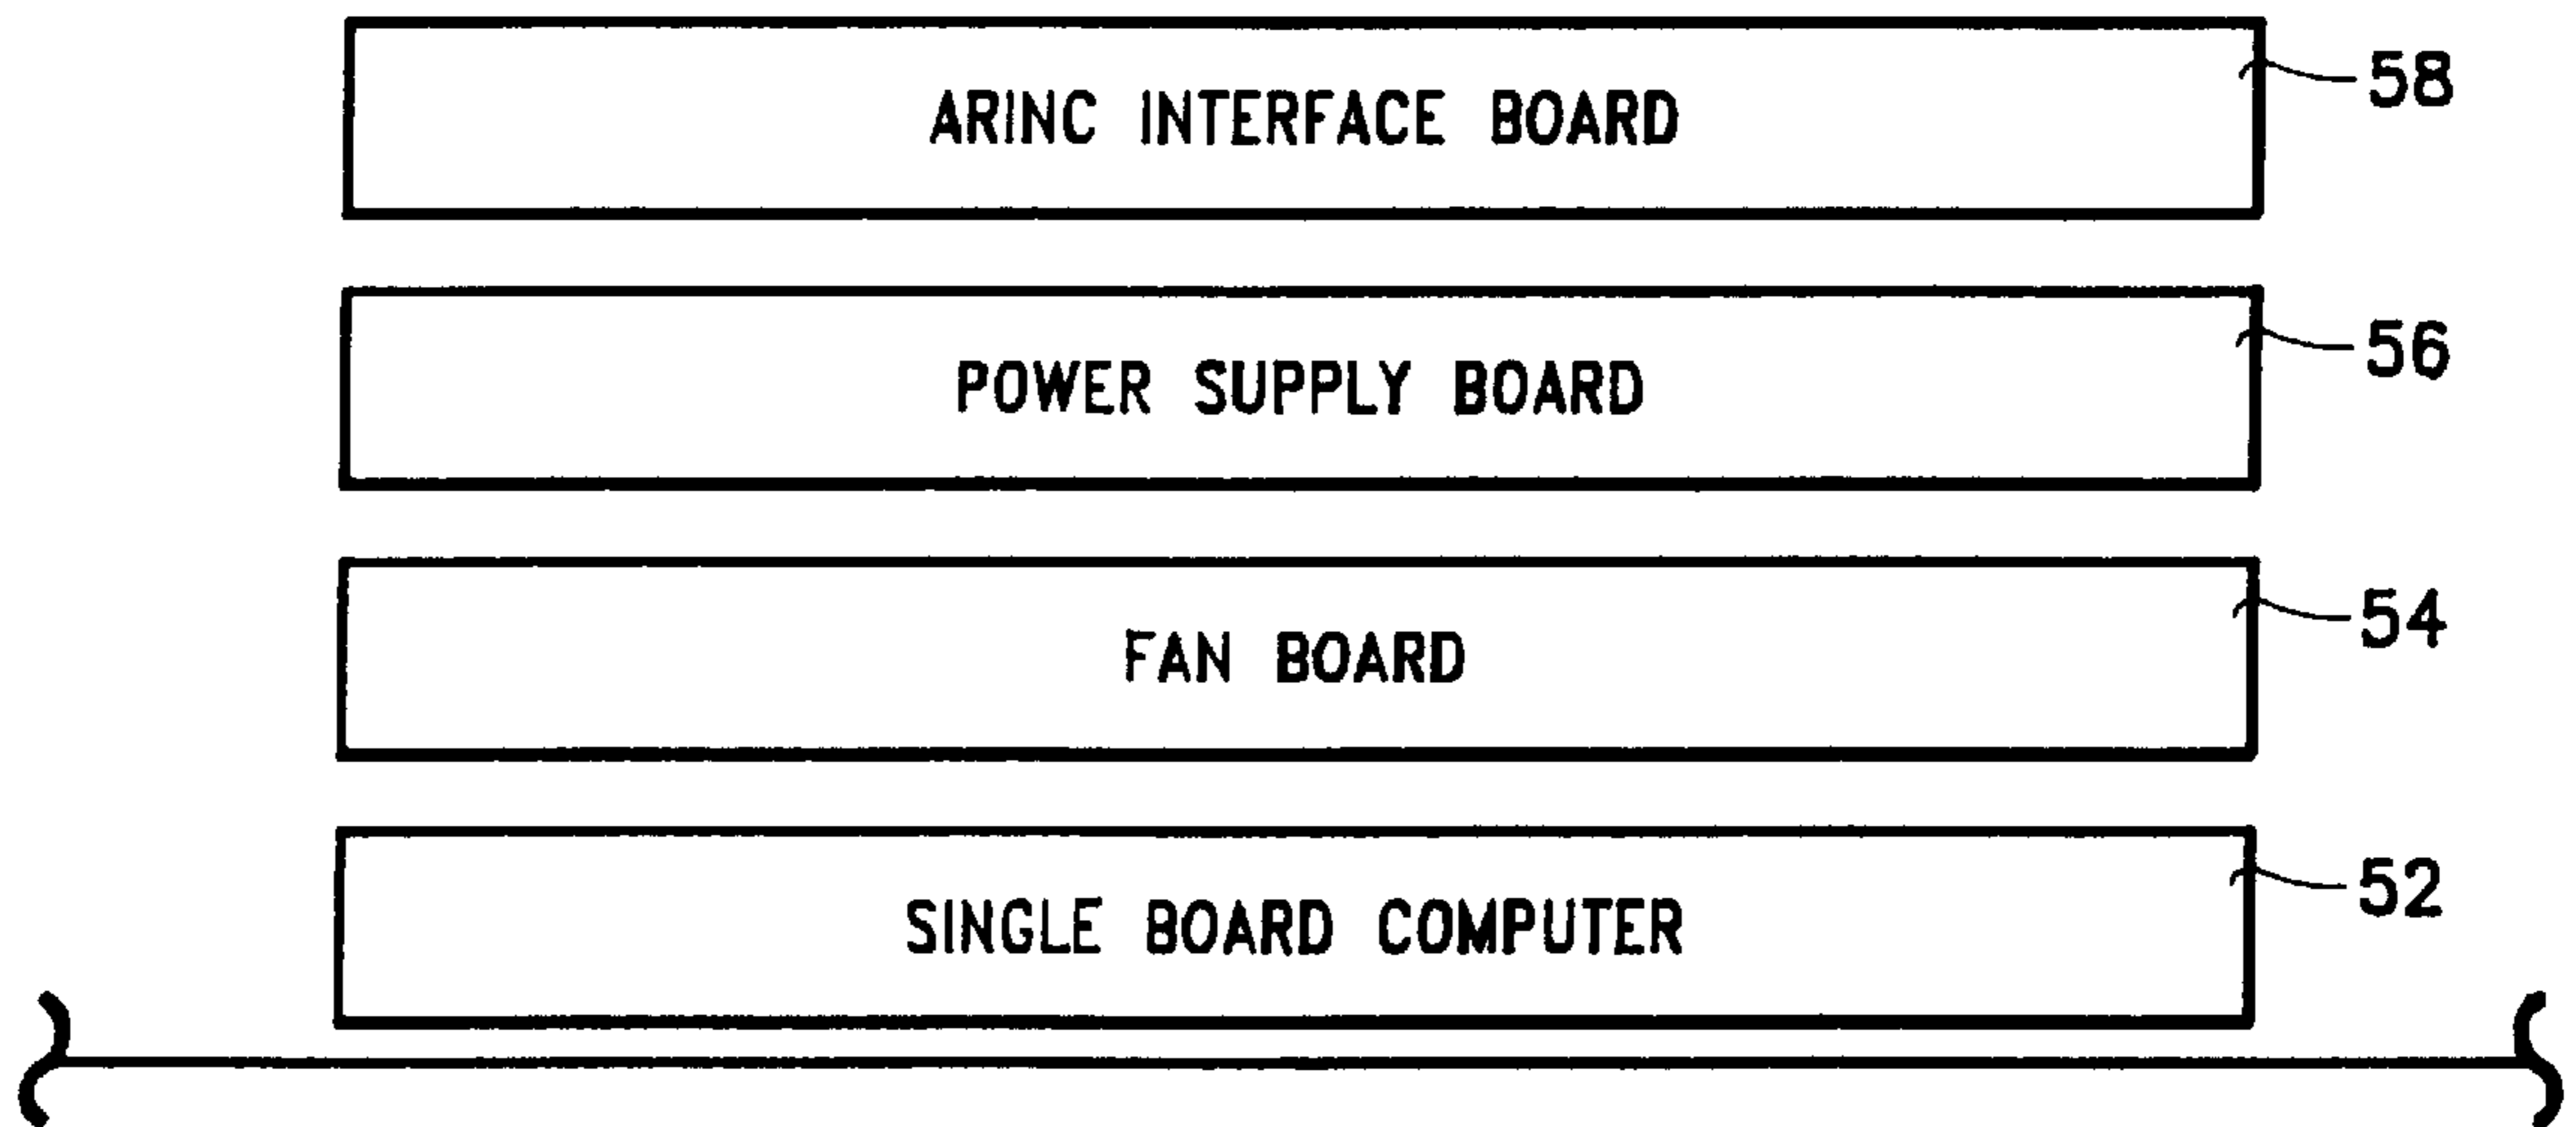 ARINC INTERFACE BOARD
58
POWER SUPPLY BOARD
56
FAN BOARD
54
SINGLE BOARD COMPUTER
52